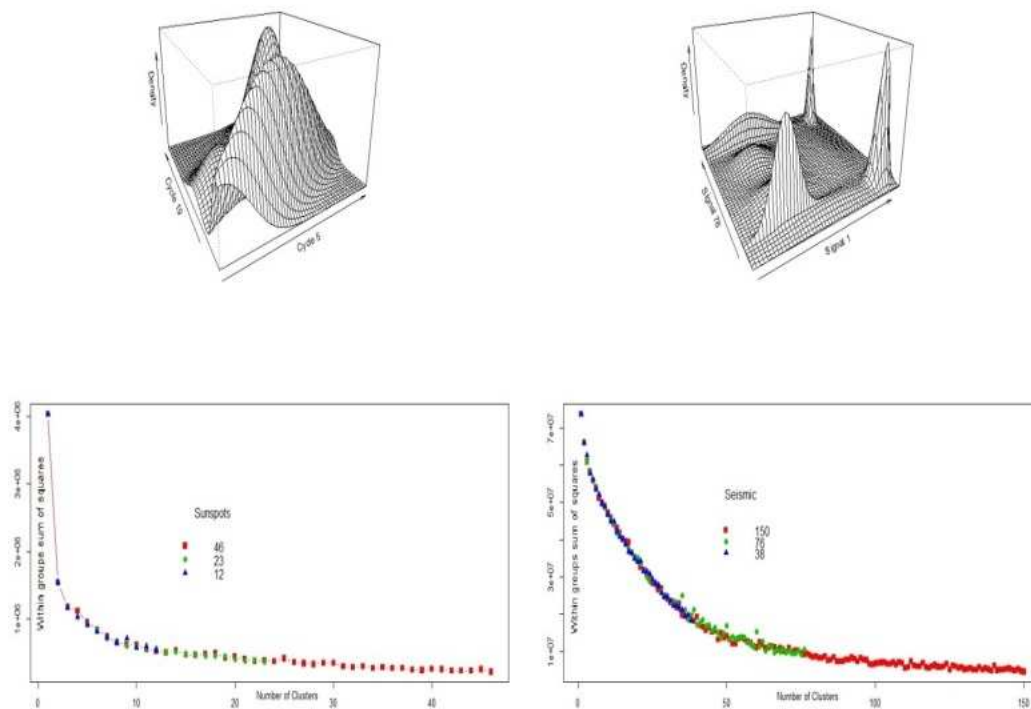 Density
Cycle 19
Cycle 5
Density
Signal 76
Signal 1
Within groups sum of squares
4e+06
3e+06
2e+06
1e+06
Sunspots
46
23
12
0
10
20
30
40
Number of Clusters
Within groups sum of squares
7e+07
5e+07
3e+07
1e+07
Seismic
150
76
38
0
50
100
150
Number of Clusters